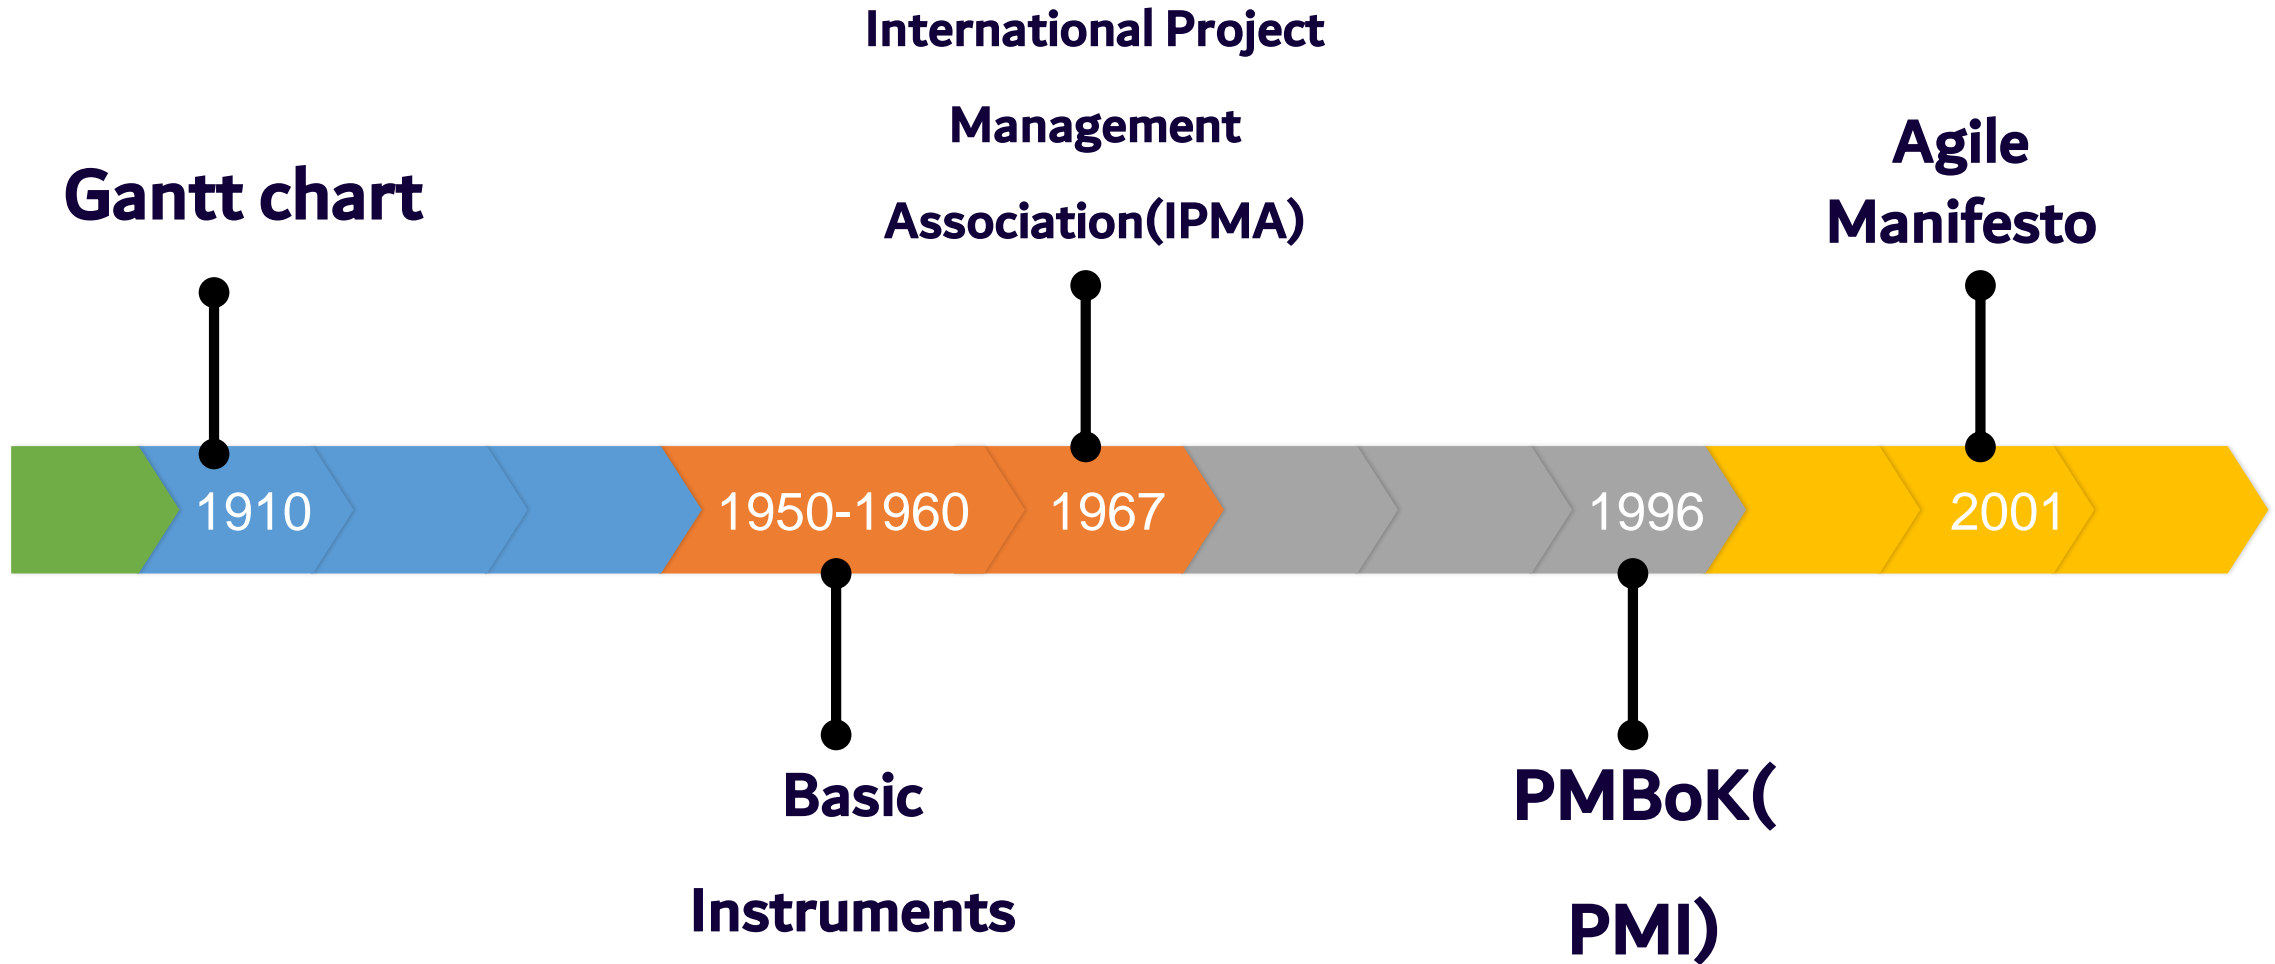 International Project
Management
Association(IPMA)
Agile
Manifesto
Gantt chart
1910
1950-1960
1967
1996
2001
Basic
Instruments
PMBoK(
PMI)